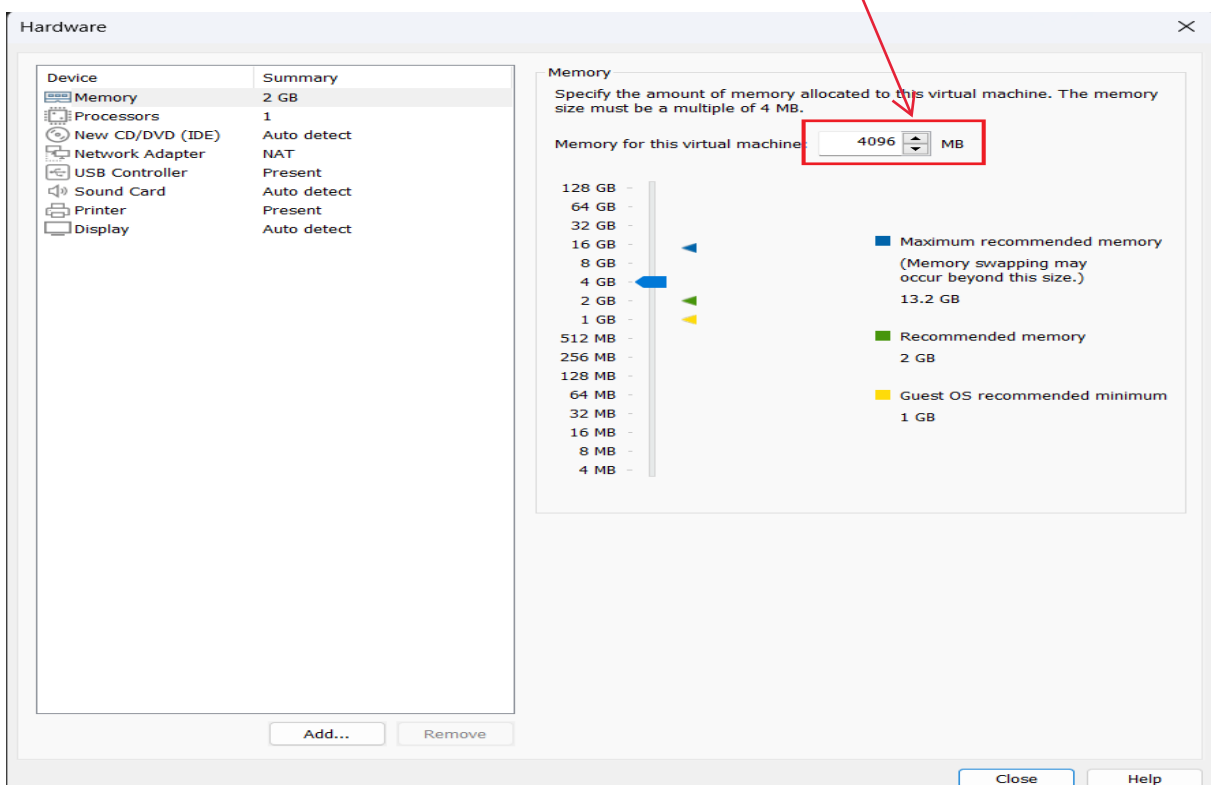 Hardware
Device Summary
Memory 2 GB
Processors 1
New CD/DVD (IDE) Auto detect
Network Adapter NAT
USB Controller Present
Sound Card Auto detect
Printer Present
Display Auto detect
Add... Remove
Memory
Specify the amount of memory allocated to this virtual machine. The memory
size must be a multiple of 4 MB.
Memory for this virtual machine: 4096 MB
128 GB
64 GB
32 GB
16 GB
8 GB
4 GB
2 GB
1 GB
512 MB
256 MB
128 MB
64 MB
32 MB
16 MB
8 MB
4 MB
Maximum recommended memory
(Memory swapping may
occur beyond this size.)
13.2 GB
Recommended memory
2 GB
Guest OS recommended minimum
1 GB
Close Help